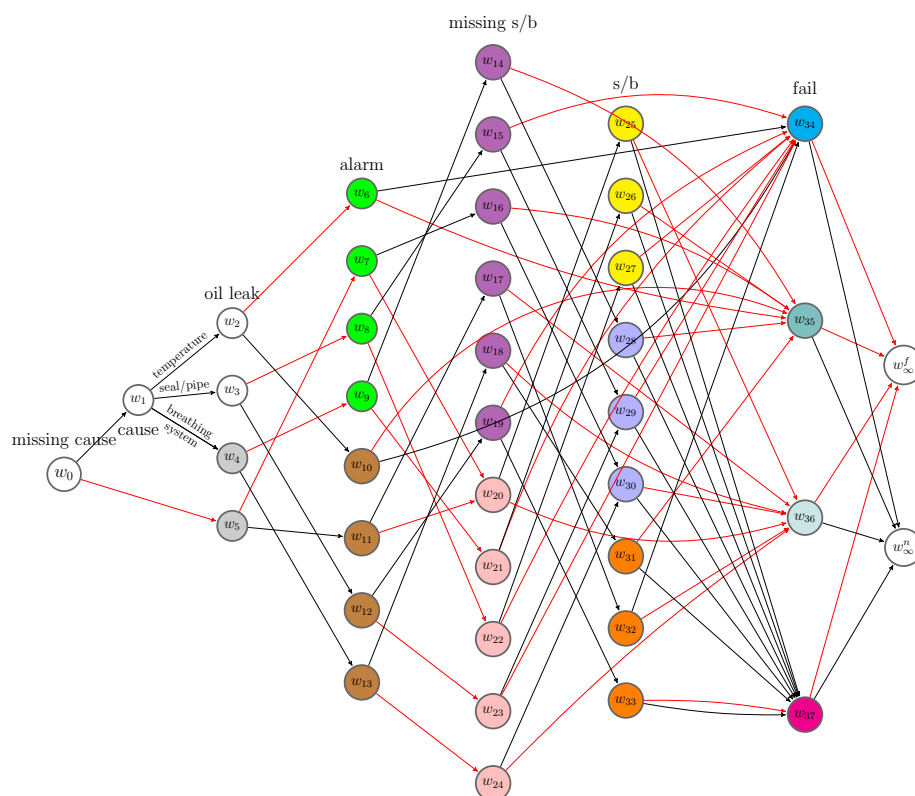 missing s/b
w₁₄
s/b
fail
w₁₅
w₂₅
w₃₄
alarm
w₆
w₁₆
w₂₆
w₇
w₁₇
w₂₇
oil leak
w₂
w₈
w₁₈
w₂₈
w₃₅
temperature
w₃
w₉
w₁₉
w₂₉
w∞ᶠ
seal/pipe
w₁
breathing
system
missing cause
cause
w₀
w₄
w₁₀
w₂₀
w₃₀
w₃₆
w₅
w₁₁
w₂₁
w₃₁
w∞ⁿ
w₁₂
w₂₂
w₃₂
w₁₃
w₂₃
w₃₃
w₃₇
w₂₄